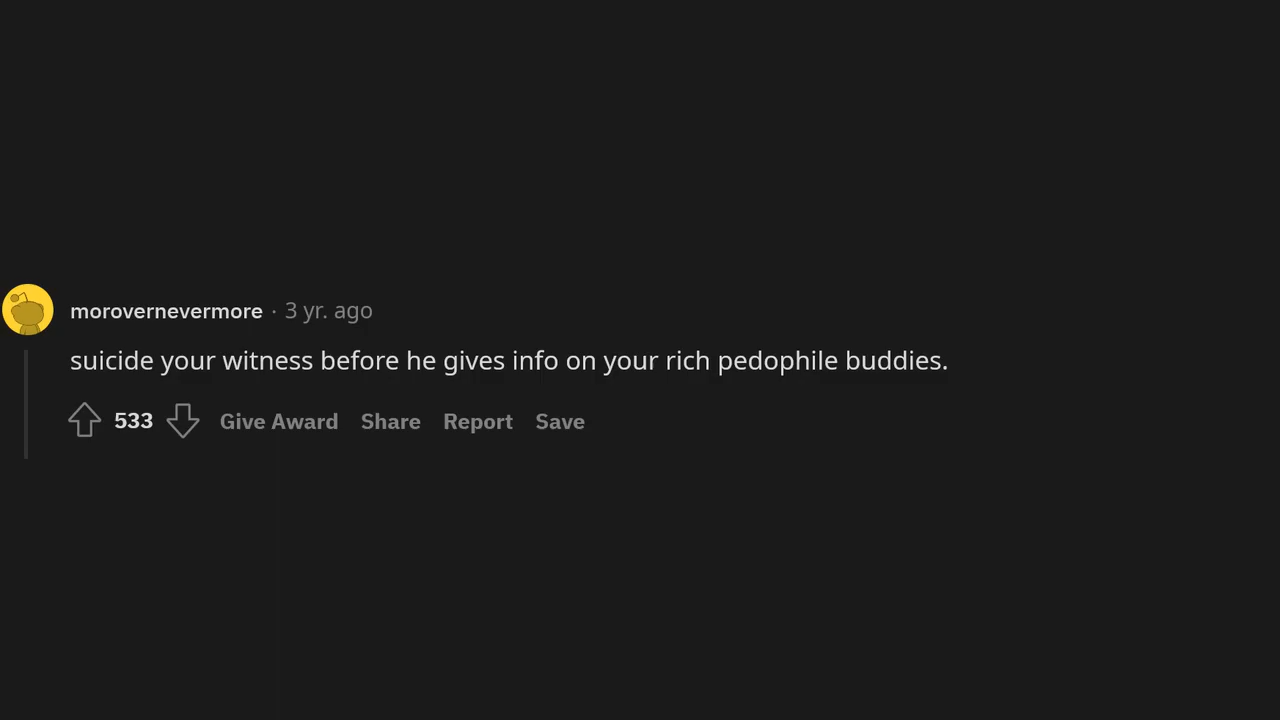 morovernevermore · 3 yr. ago
suicide your witness before he gives info on your rich pedophile buddies.
533 Give Award Share Report Save